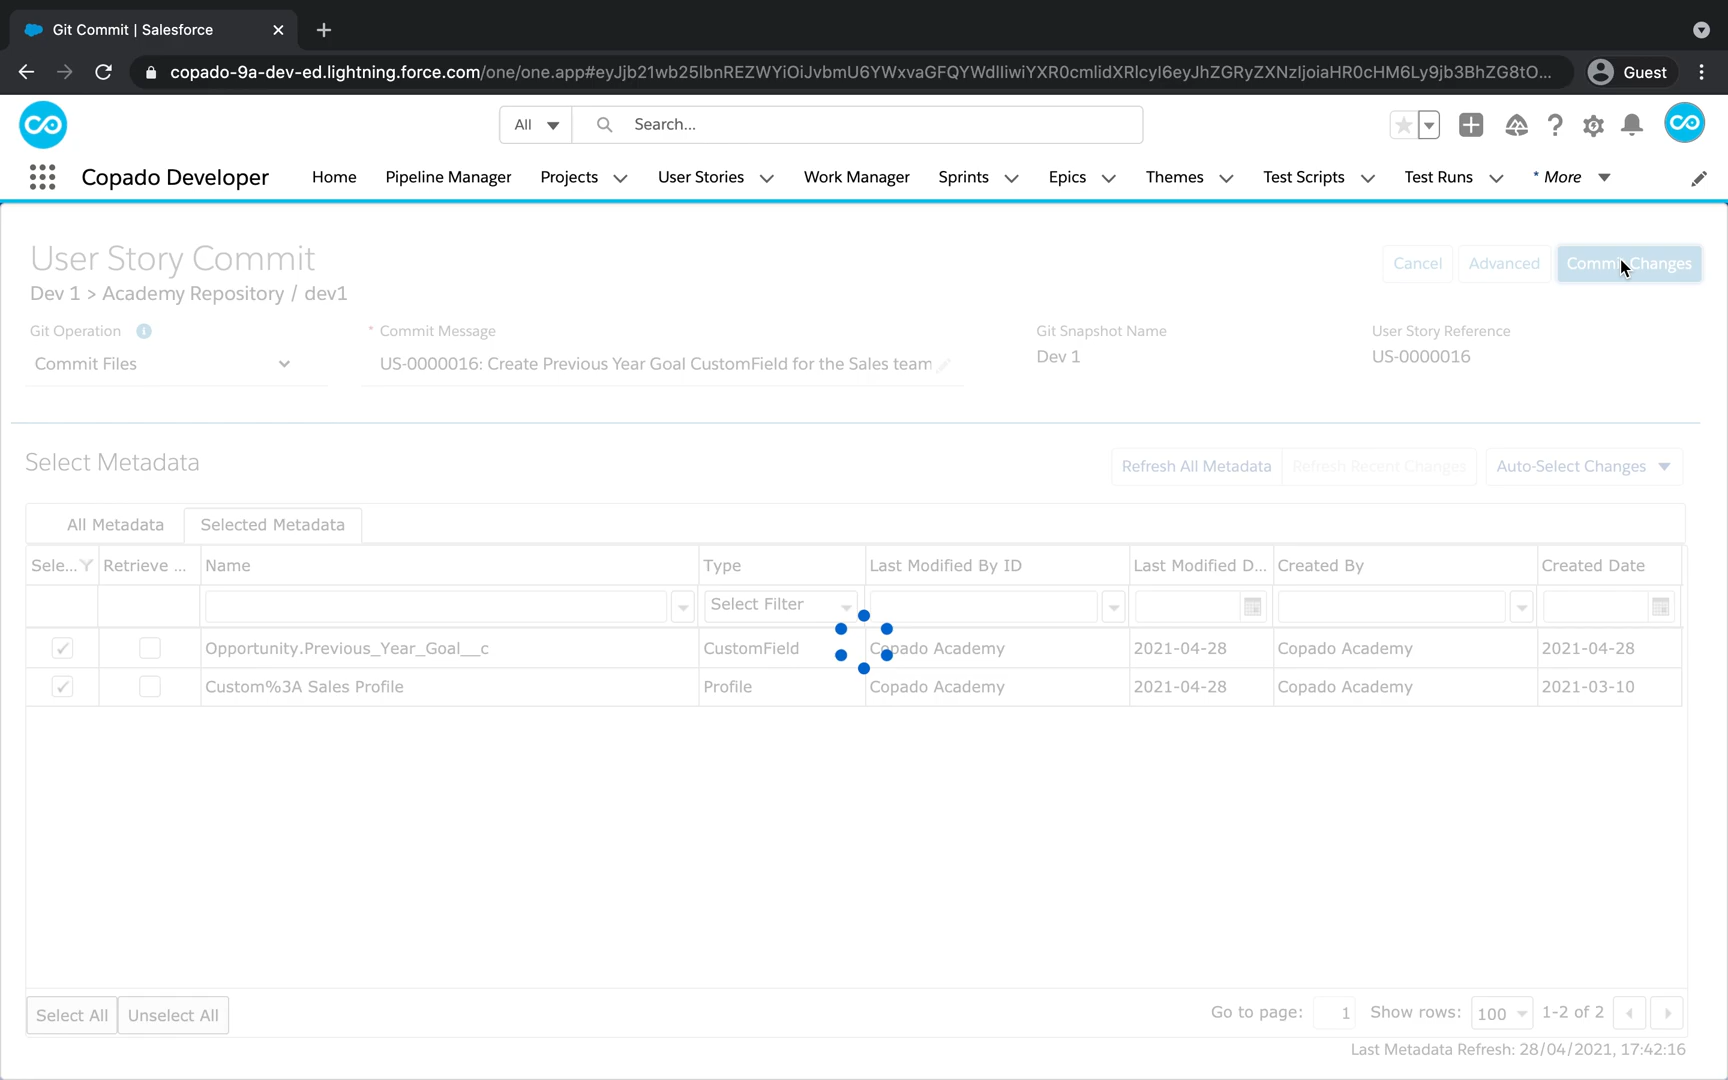 Git Commit | Salesforce
copado-9a-dev-ed.lightning.force.com/one/one.app#eyJjb21wb25lbnREZWYiOiJvbmU6YWxvaGFQYWdlIiwiYXR0cmlidXRlcyI6eyJhZGRyZXNzIjoiaHR0cHM6Ly9jb3BhZG8tO...
Guest
All
Search...
Copado Developer
Home
Pipeline Manager
Projects
User Stories
Work Manager
Sprints
Epics
Themes
Test Scripts
Test Runs
* More
User Story Commit
Cancel
Advanced
Commit Changes
Dev 1 > Academy Repository / dev1
Git Operation
* Commit Message
Git Snapshot Name
User Story Reference
Commit Files
US-0000016: Create Previous Year Goal CustomField for the Sales team
Dev 1
US-0000016
Select Metadata
Refresh All Metadata
Refresh Recent Changes
Auto-Select Changes
All Metadata
Selected Metadata
Sele...
Retrieve ...
Name
Type
Last Modified By ID
Last Modified D...
Created By
Created Date
Select Filter
Opportunity.Previous_Year_Goal__c
CustomField
Copado Academy
2021-04-28
Copado Academy
2021-04-28
Custom%3A Sales Profile
Profile
Copado Academy
2021-04-28
Copado Academy
2021-03-10
Select All
Unselect All
Go to page:
1
Show rows:
100
1-2 of 2
Last Metadata Refresh: 28/04/2021, 17:42:16